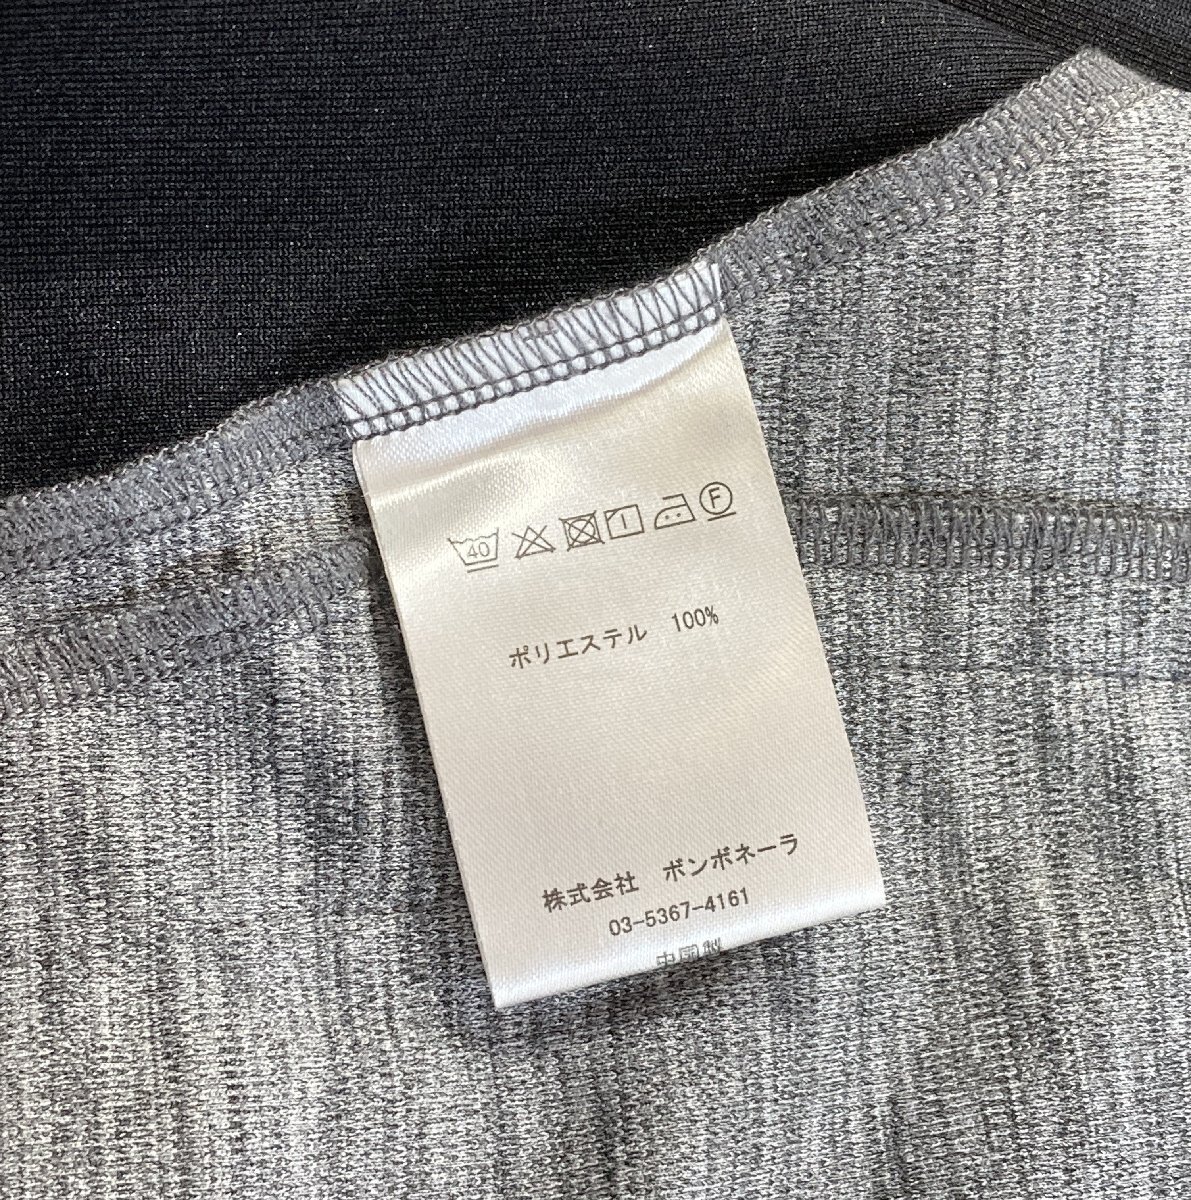 40 F
ポリエステル 100%
株式会社 ボンボネーラ
03-5367-4161
中国製